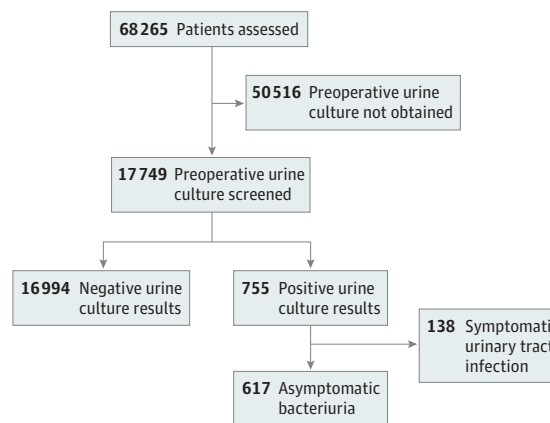 68265 Patients assessed
50516 Preoperative urine
culture not obtained
17749 Preoperative urine
culture screened
16994 Negative urine
culture results
755 Positive urine
culture results
138 Symptomati
urinary tract
infection
617 Asymptomatic
bacteriuria